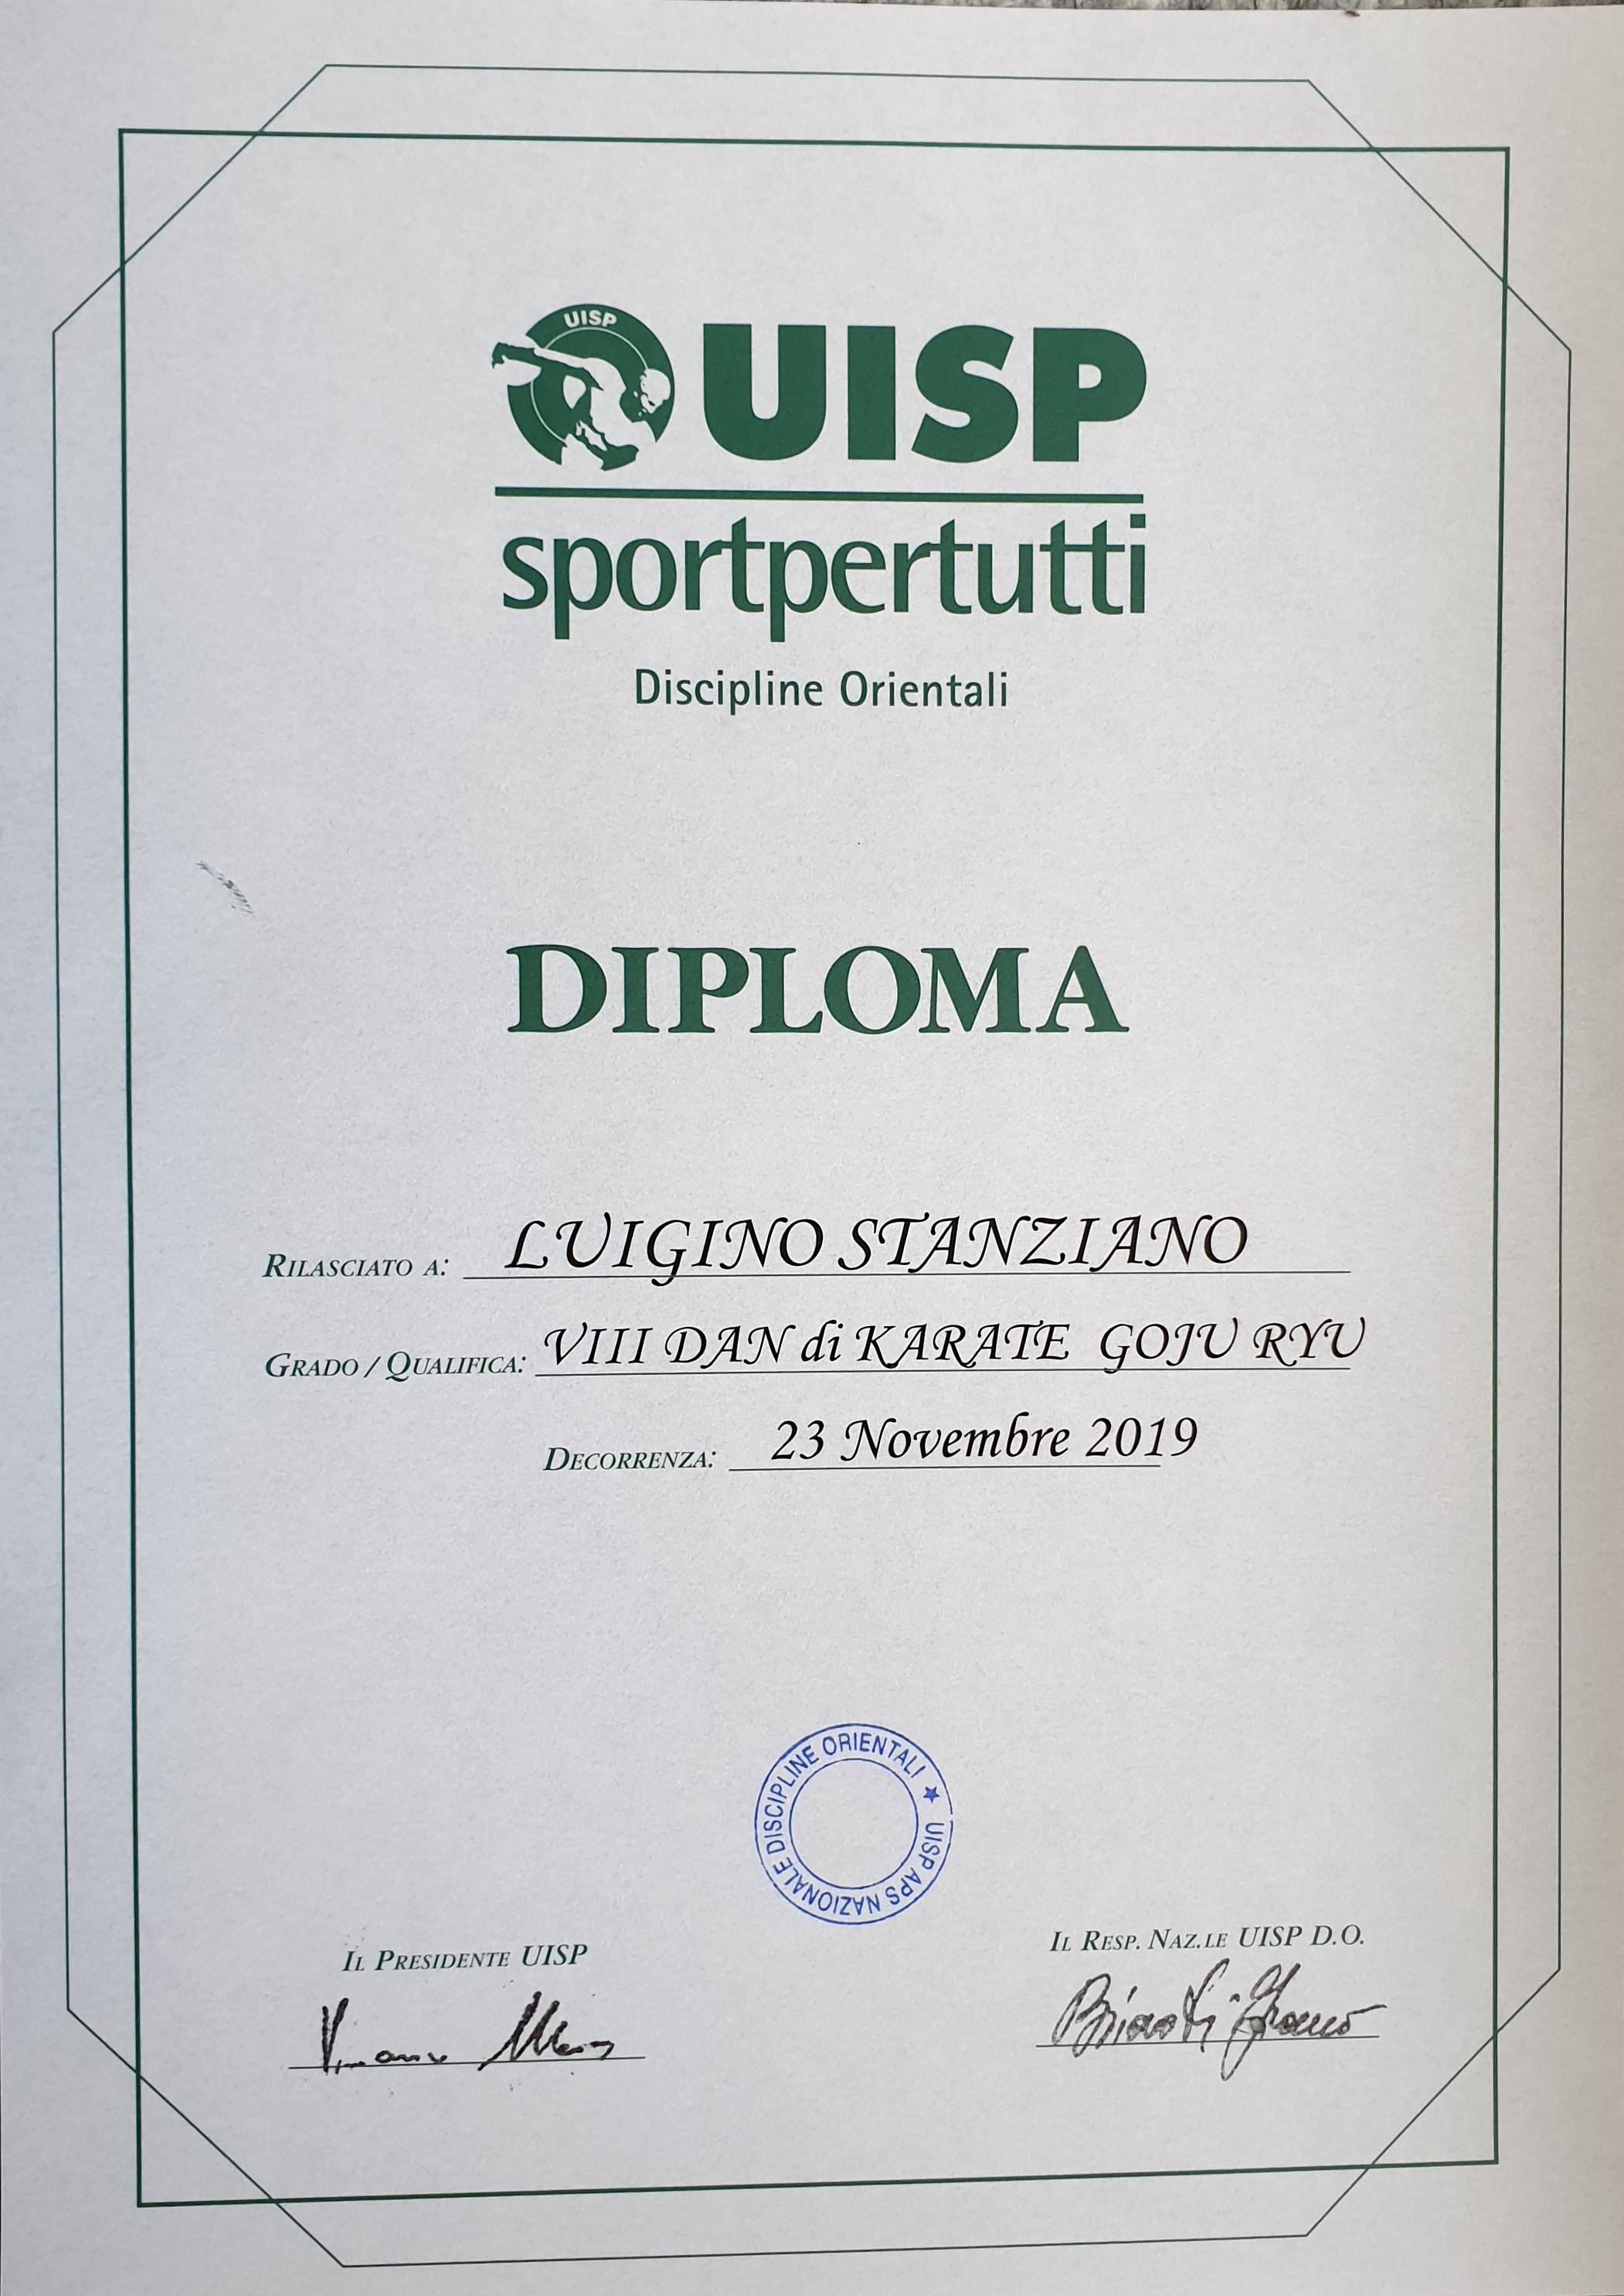 UISP
UISP
sportpertutti
Discipline Orientali
DIPLOMA
RILASCIATO A: LUIGINO STANZIANO
GRADO / QUALIFICA: VIII DAN di KARATE GOJU RYU
DECORRENZA: 23 Novembre 2019
UISP APS NAZIONALE DISCIPLINE ORIENTALI ★
IL PRESIDENTE UISP
IL RESP. NAZ.LE UISP D.O.